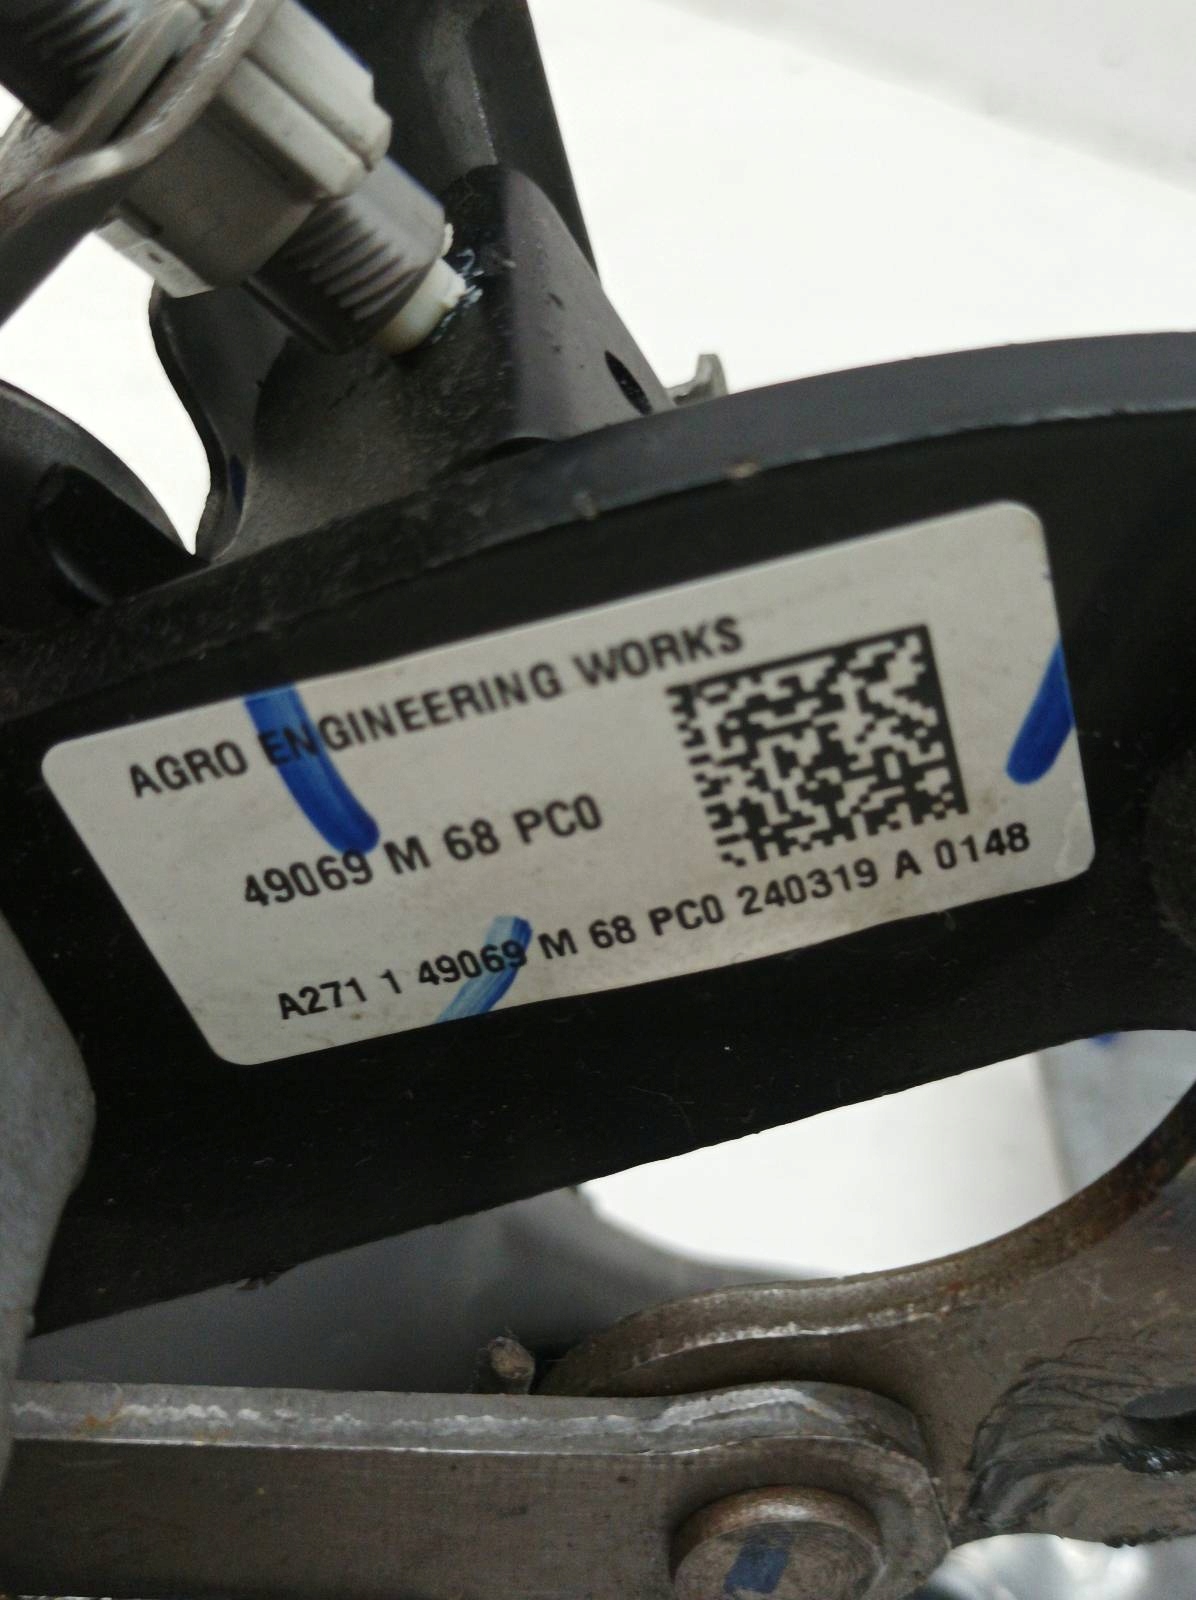 AGRO ENGINEERING WORKS
49069 M 68 PC0
A271 1 49069 M 68 PC0 240319 A 0148